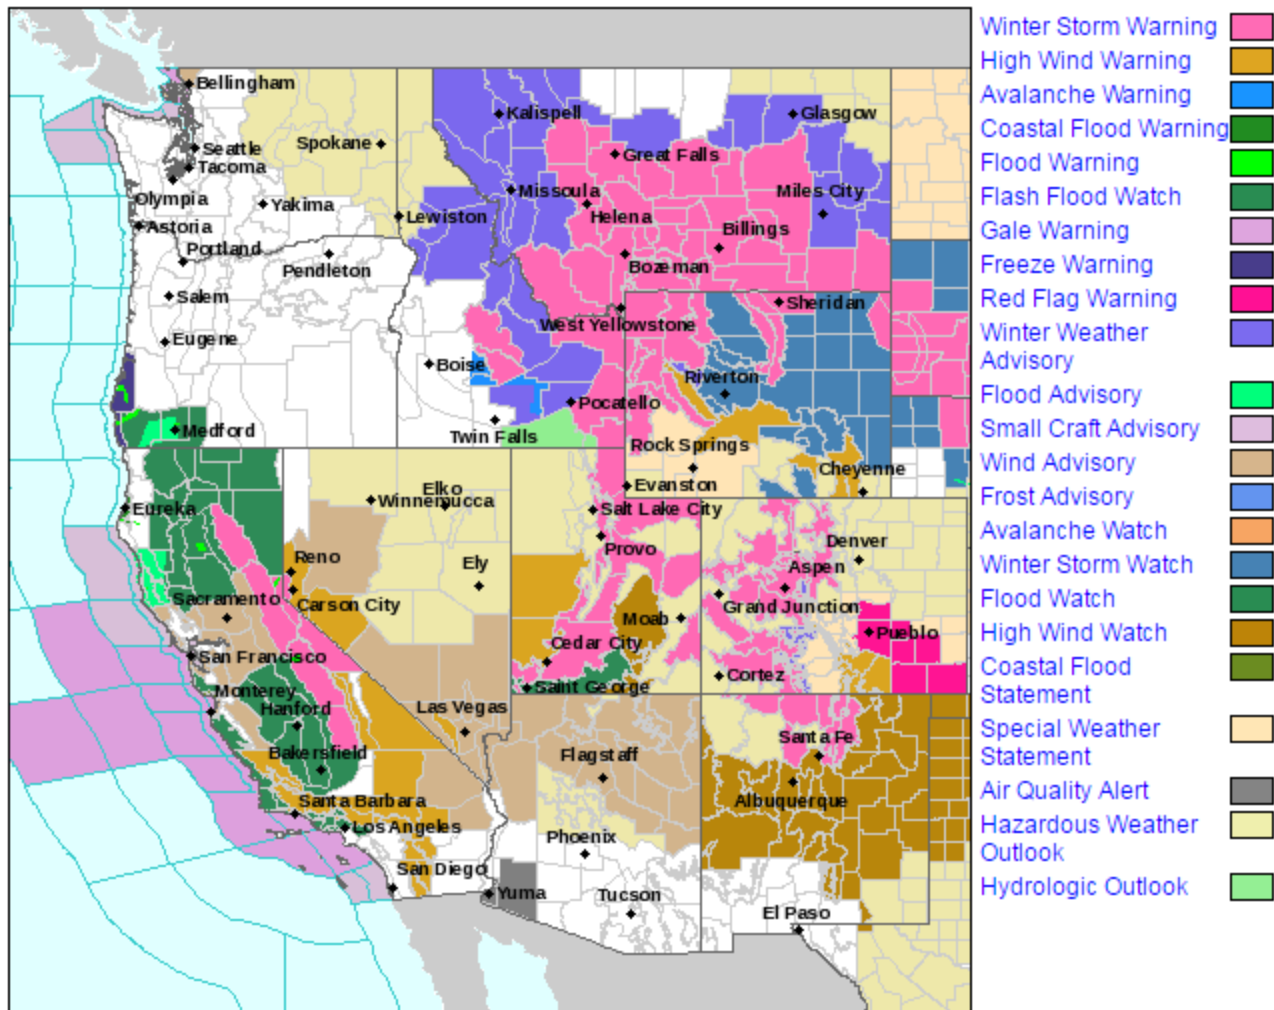 Bellingham
Kalispell
Glasgow
Seattle
Spokane
Great Falls
Tacoma
Missoula
Miles City
Olympia
Yakima
Lewiston
Helena
Astoria
Billings
Portland
Pendleton
Bozeman
Salem
Sheridan
West Yellowstone
Eugene
Boise
Riverton
Pocatello
Medford
Twin Falls
Rock Springs
Cheyenne
Evanston
Elko
Winnemucca
Eureka
Salt Lake City
Provo
Denver
Reno
Ely
Aspen
Sacramento
Carson City
Grand Junction
Moab
Pueblo
Cedar City
San Francisco
Cortez
Saint George
Monterey
Hanford
Las Vegas
Santa Fe
Bakersfield
Flagstaff
Santa Barbara
Albuquerque
Los Angeles
Phoenix
San Diego
Yuma
Tucson
El Paso
Winter Storm Warning
High Wind Warning
Avalanche Warning
Coastal Flood Warning
Flood Warning
Flash Flood Watch
Gale Warning
Freeze Warning
Red Flag Warning
Winter Weather
Advisory
Flood Advisory
Small Craft Advisory
Wind Advisory
Frost Advisory
Avalanche Watch
Winter Storm Watch
Flood Watch
High Wind Watch
Coastal Flood
Statement
Special Weather
Statement
Air Quality Alert
Hazardous Weather
Outlook
Hydrologic Outlook